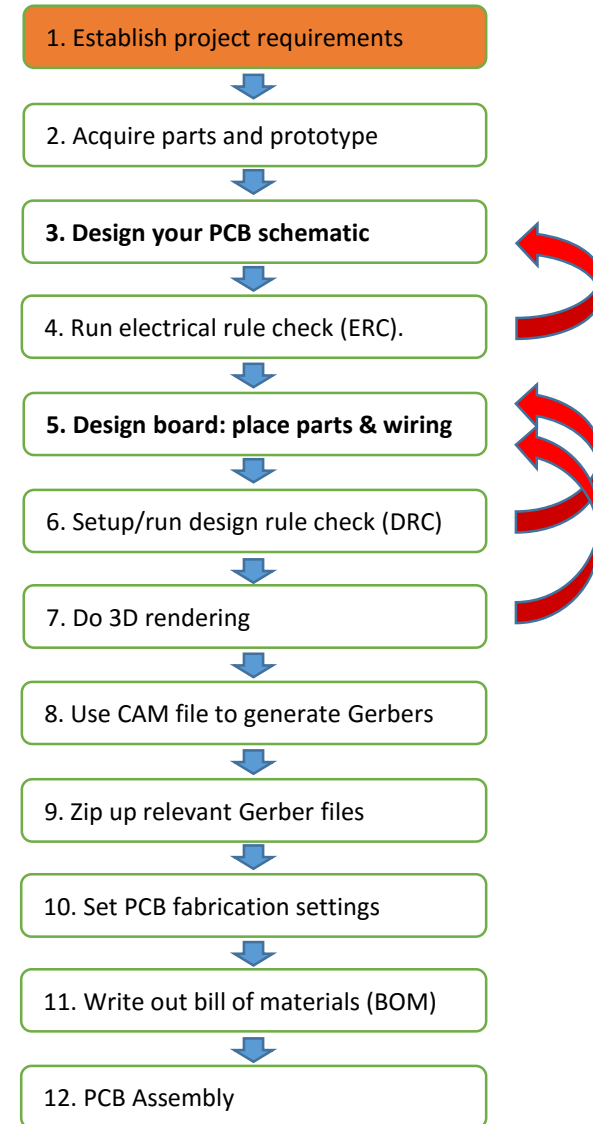 1. Establish project requirements
2. Acquire parts and prototype
3. Design your PCB schematic
4. Run electrical rule check (ERC).
5. Design board: place parts & wiring
6. Setup/run design rule check (DRC)
7. Do 3D rendering
8. Use CAM file to generate Gerbers
9. Zip up relevant Gerber files
10. Set PCB fabrication settings
11. Write out bill of materials (BOM)
12. PCB Assembly